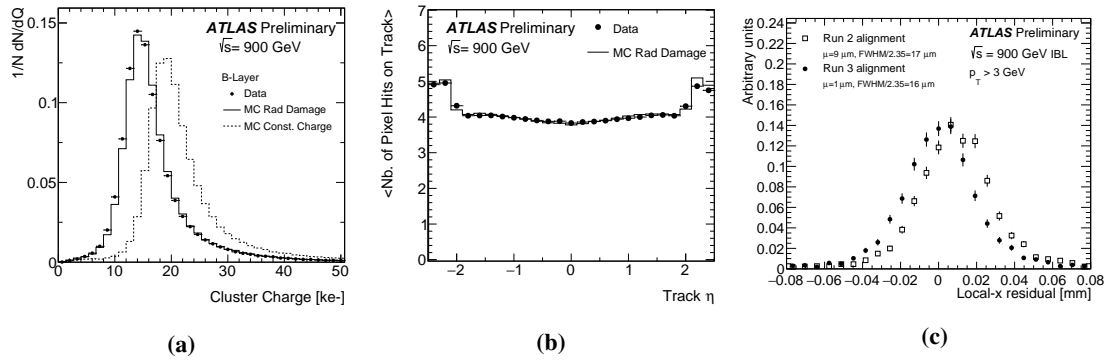 ATLAS Preliminary
√s= 900 GeV
B-Layer
Data
MC Rad Damage
MC Const. Charge
1/N dN/dQ
0.15
0.1
0.05
0
0 10 20 30 40 50
Cluster Charge [ke-]
(a)
ATLAS Preliminary
√s= 900 GeV
Data
MC Rad Damage
<Nb. of Pixel Hits on Track>
7
6
5
4
3
2
1
0
−2 −1 0 1 2
Track η
(b)
ATLAS Preliminary
√s = 900 GeV IBL
p_T > 3 GeV
Run 2 alignment
μ=9 μm, FWHM/2.35=17 μm
Run 3 alignment
μ=1 μm, FWHM/2.35=16 μm
Arbitrary units
0.24
0.22
0.20
0.18
0.16
0.14
0.12
0.10
0.08
0.06
0.04
0.02
0.00
−0.08 −0.06 −0.04 −0.02 0 0.02 0.04 0.06 0.08
Local-x residual [mm]
(c)